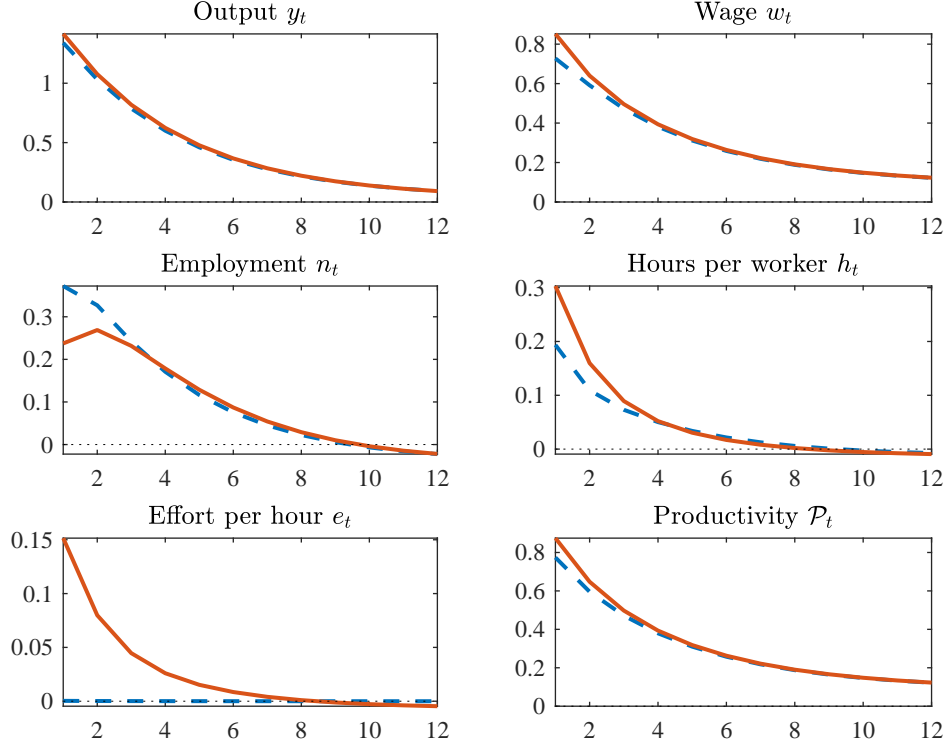 Output y_t
1
0.5
0
2 4 6 8 10 12
Wage w_t
0.8
0.6
0.4
0.2
0
2 4 6 8 10 12
Employment n_t
0.3
0.2
0.1
0
2 4 6 8 10 12
Hours per worker h_t
0.3
0.2
0.1
0
2 4 6 8 10 12
Effort per hour e_t
0.15
0.1
0.05
0
2 4 6 8 10 12
Productivity 𝒫_t
0.8
0.6
0.4
0.2
0
2 4 6 8 10 12